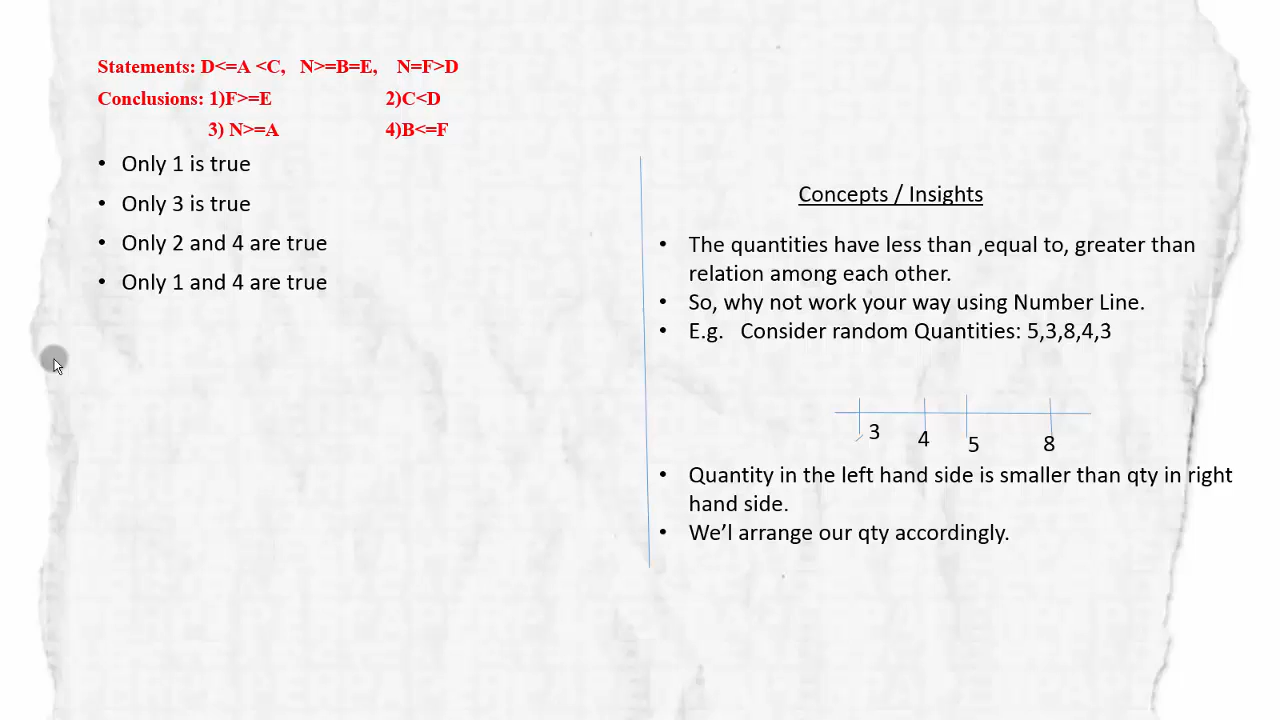 Statements: D<=A <C, N>=B=E, N=F>D
Conclusions: 1)F>=E 2)C<D
3) N>=A 4)B<=F
• Only 1 is true
• Only 3 is true
• Only 2 and 4 are true
• Only 1 and 4 are true
Concepts / Insights
• The quantities have less than ,equal to, greater than
relation among each other.
• So, why not work your way using Number Line.
• E.g. Consider random Quantities: 5,3,8,4,3
3 4 5 8
• Quantity in the left hand side is smaller than qty in right
hand side.
• We'l arrange our qty accordingly.